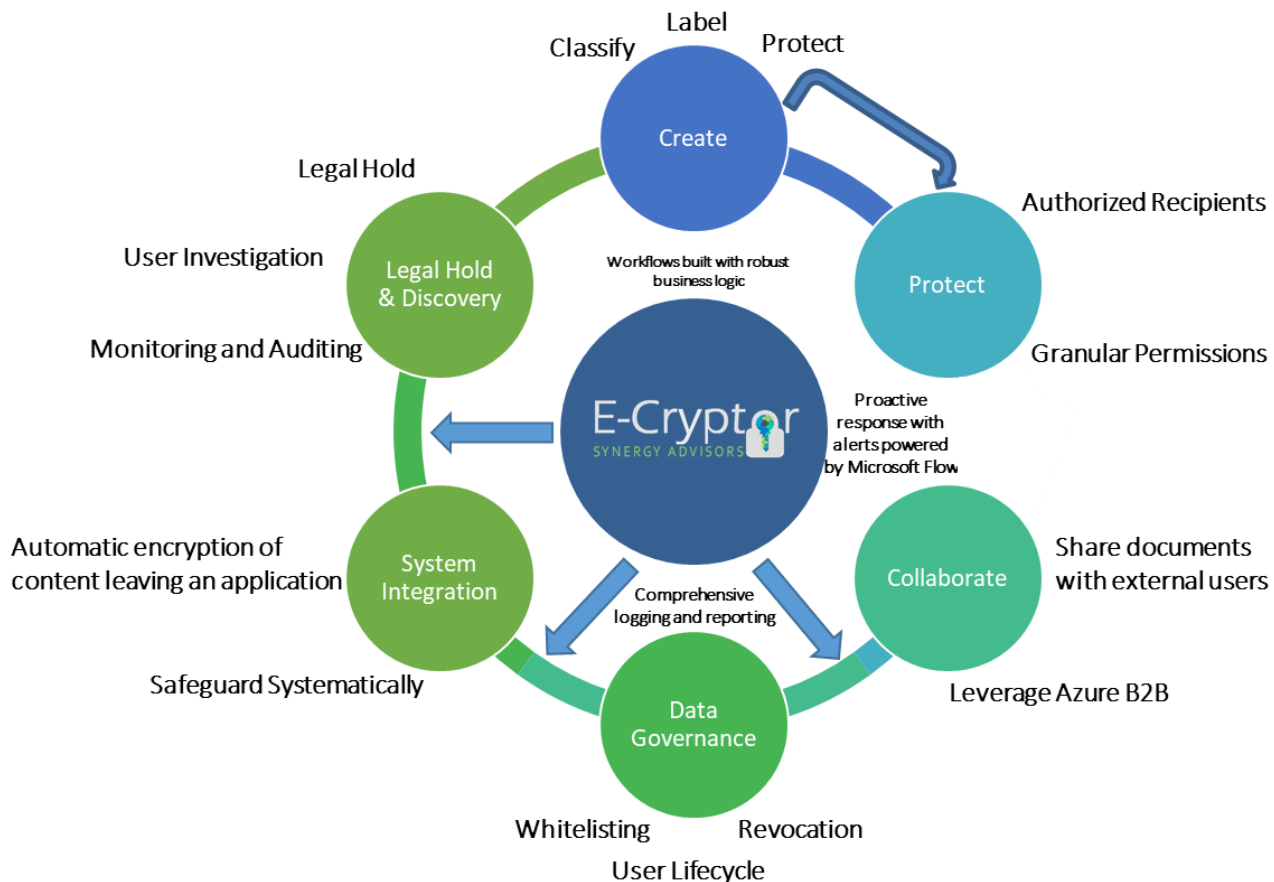 Label
Classify
Protect
Create
Legal Hold
Authorized Recipients
User Investigation
Workflows built with robust
business logic
Legal Hold
& Discovery
Protect
Monitoring and Auditing
Granular Permissions
E-Cryptor
SYNERGY ADVISORS
Proactive
response with
alerts powered
by Microsoft Flow
Automatic encryption of
content leaving an application
System
Integration
Collaborate
Share documents
with external users
Comprehensive
logging and reporting
Safeguard Systematically
Leverage Azure B2B
Data
Governance
Whitelisting
Revocation
User Lifecycle